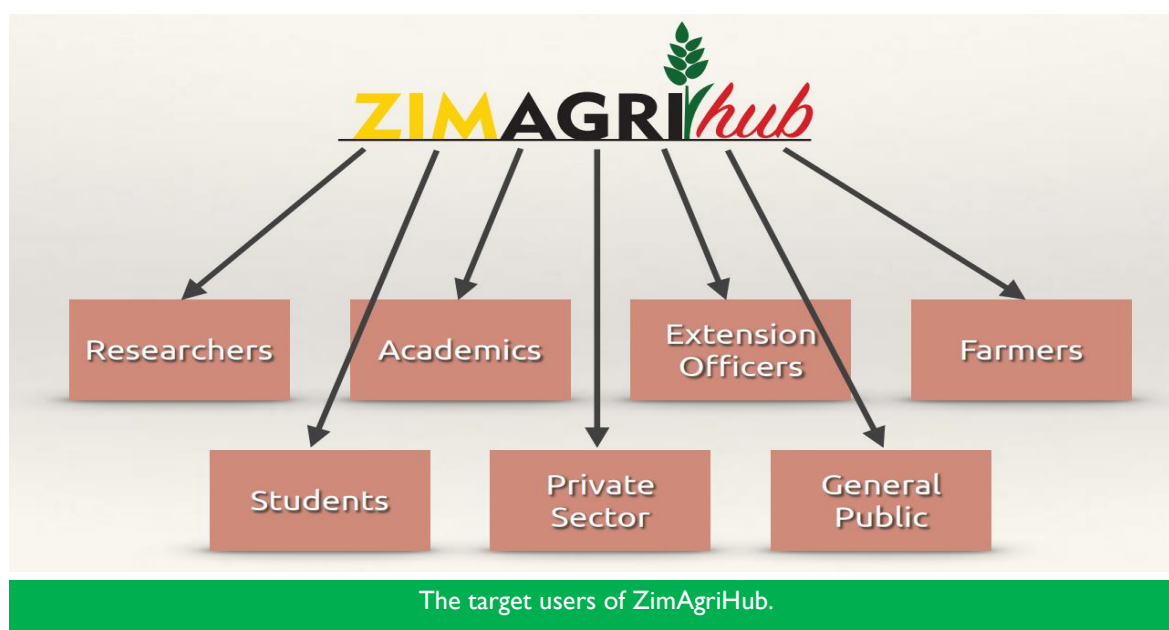 ZIMAGRIhub
Researchers
Academics
Extension
Officers
Farmers
Students
Private
Sector
General
Public
The target users of ZimAgriHub.